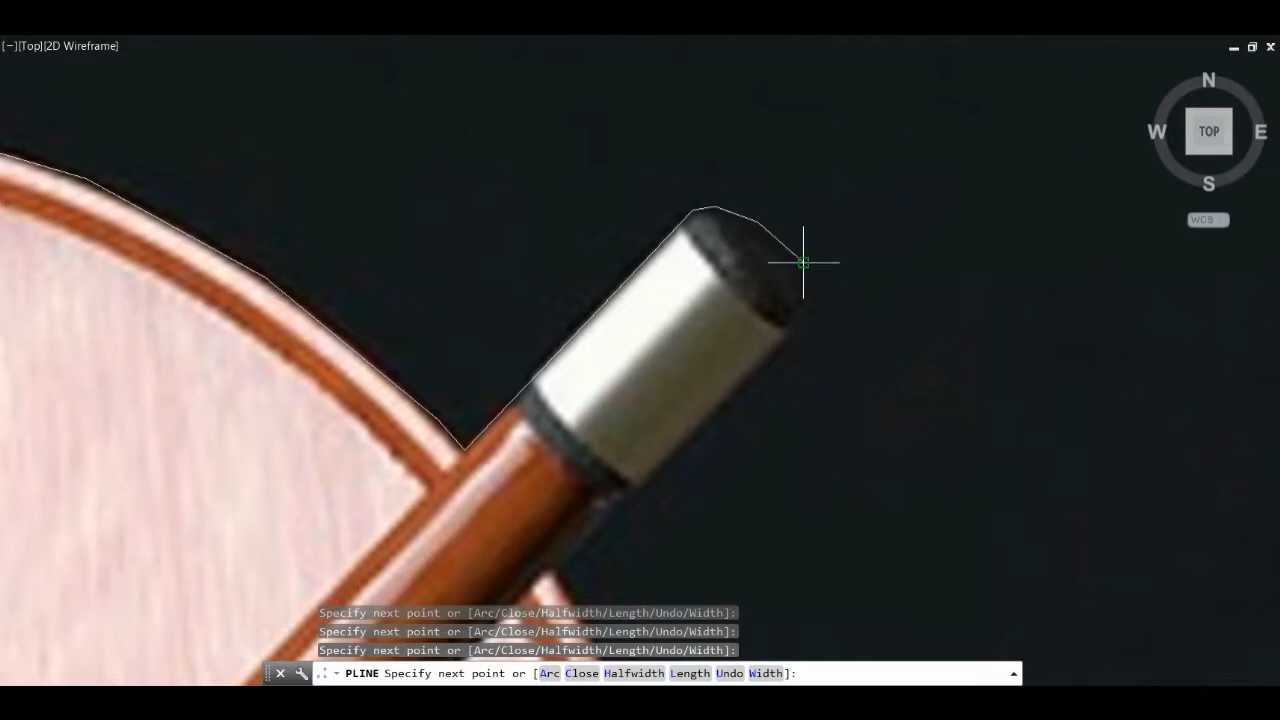 [−][Top][2D Wireframe]
N
W TOP E
S
WCS
Specify next point or [Arc/Close/Halfwidth/Length/Undo/Width]:
Specify next point or [Arc/Close/Halfwidth/Length/Undo/Width]:
Specify next point or [Arc/Close/Halfwidth/Length/Undo/Width]:
PLINE Specify next point or [Arc Close Halfwidth Length Undo Width]: